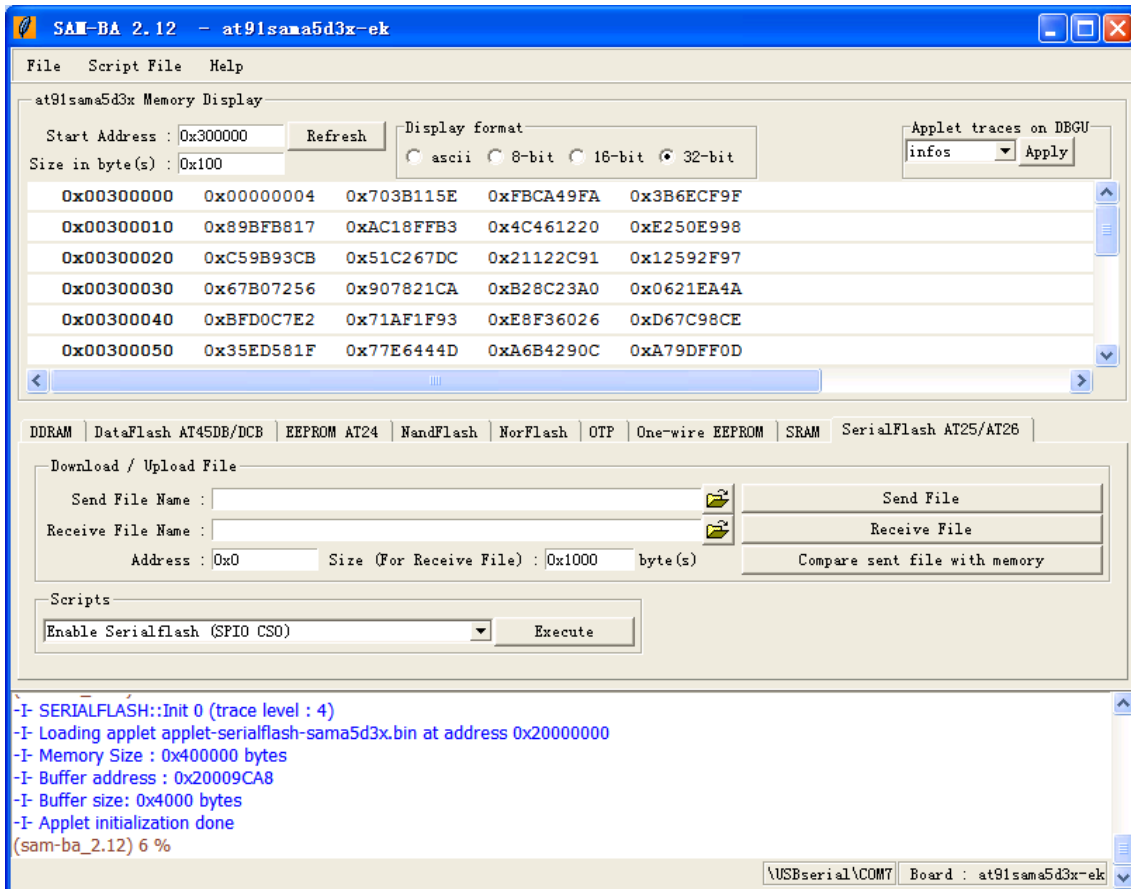 SAM-BA 2.12 - at91sama5d3x-ek
File Script File Help
at91sama5d3x Memory Display
Start Address : 0x300000 Refresh
Size in byte(s) : 0x100
Display format
ascii 8-bit 16-bit 32-bit
Applet traces on DBGU
infos Apply
0x00300000 0x00000004 0x703B115E 0xFBCA49FA 0x3B6ECF9F
0x00300010 0x89BFB817 0xAC18FFB3 0x4C461220 0xE250E998
0x00300020 0xC59B93CB 0x51C267DC 0x21122C91 0x12592F97
0x00300030 0x67B07256 0x907821CA 0xB28C23A0 0x0621EA4A
0x00300040 0xBFD0C7E2 0x71AF1F93 0xE8F36026 0xD67C98CE
0x00300050 0x35ED581F 0x77E6444D 0xA6B4290C 0xA79DFF0D
DDRAM DataFlash AT45DB/DCB EEPROM AT24 NandFlash NorFlash OTP One-wire EEPROM SRAM SerialFlash AT25/AT26
Download / Upload File
Send File Name : Send File
Receive File Name : Receive File
Address : 0x0 Size (For Receive File) : 0x1000 byte(s) Compare sent file with memory
Scripts
Enable Serialflash (SPI0 CS0) Execute
-I- SERIALFLASH::Init 0 (trace level : 4)
-I- Loading applet applet-serialflash-sama5d3x.bin at address 0x20000000
-I- Memory Size : 0x400000 bytes
-I- Buffer address : 0x20009CA8
-I- Buffer size: 0x4000 bytes
-I- Applet initialization done
(sam-ba_2.12) 6 %
\USBserial\COM7 Board : at91sama5d3x-ek